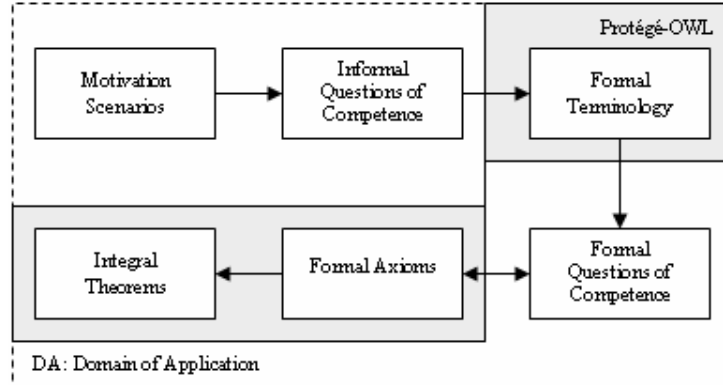 Protégé-OWL
Motivation
Scenarios
Informal
Questions of
Competence
Formal
Terminology
Integral
Theorems
Formal Axioms
Formal
Questions of
Competence
DA: Domain of Application